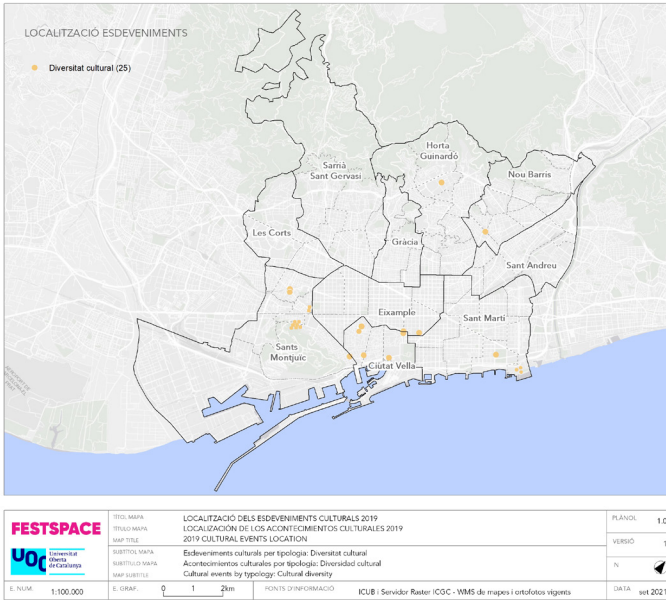 LOCALITZACIÓ ESDEVENIMENTS
Diversitat cultural (25)
Horta
Guinardó
Nou Barris
Sarrià
Sant Gervasi
Les Corts
Gràcia
Sant Andreu
Eixample
Sant Martí
Sants
Montjuïc
Ciutat Vella
FESTSPACE
UOC
Universitat
Oberta
de Catalunya
TÍTOL MAPA
LOCALITZACIÓ DELS ESDEVENIMENTS CULTURALS 2019
TÍTULO MAPA
LOCALIZACIÓN DE LOS ACONTECIMIENTOS CULTURALES 2019
MAP TITLE
2019 CULTURAL EVENTS LOCATION
SUBTÍTOL MAPA
Esdeveniments culturals per tipologia: Diversitat cultural
SUBTÍTULO MAPA
Acontecimientos culturales por tipología: Diversidad cultural
MAP SUBTITLE
Cultural events by typology: Cultural diversity
PLÀNOL
1.0
VERSIÓ
1
N
E. NUM.
1:100.000
E. GRAF.
0 1 2km
FONTS D'INFORMACIÓ
ICUB i Servidor Raster ICGC - WMS de mapes i ortofotos vigents
DATA
set 202